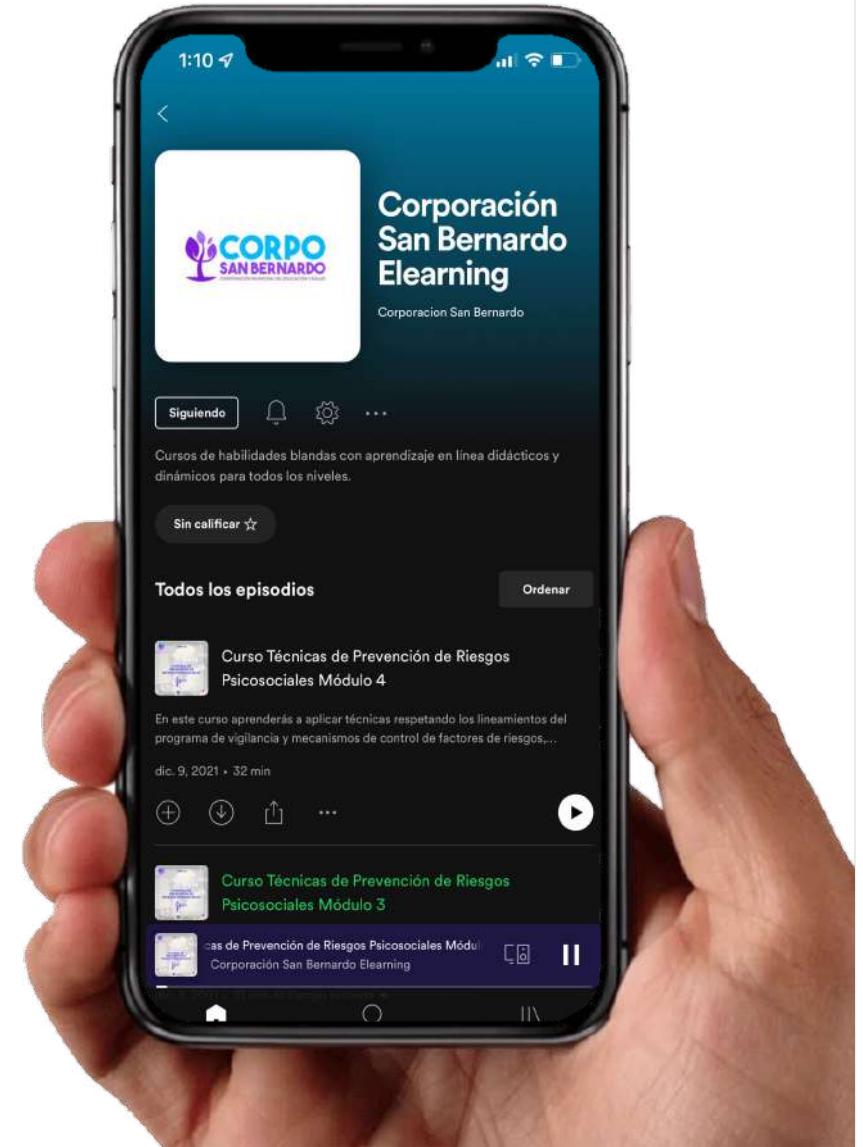 1:10
CORPO
SAN BERNARDO
Corporación
San Bernardo
Elearning
Corporacion San Bernardo
Siguiendo
Cursos de habilidades blandas con aprendizaje en línea didácticos y
dinámicos para todos los niveles.
Sin calificar
Todos los episodios
Ordenar
Curso Técnicas de Prevención de Riesgos
Psicosociales Módulo 4
En este curso aprenderás a aplicar técnicas respetando los lineamientos del
programa de vigilancia y mecanismos de control de factores de riesgos,...
dic. 9, 2021 • 32 min
Curso Técnicas de Prevención de Riesgos
Psicosociales Módulo 3
cas de Prevención de Riesgos Psicosociales Módu
Corporación San Bernardo Elearning